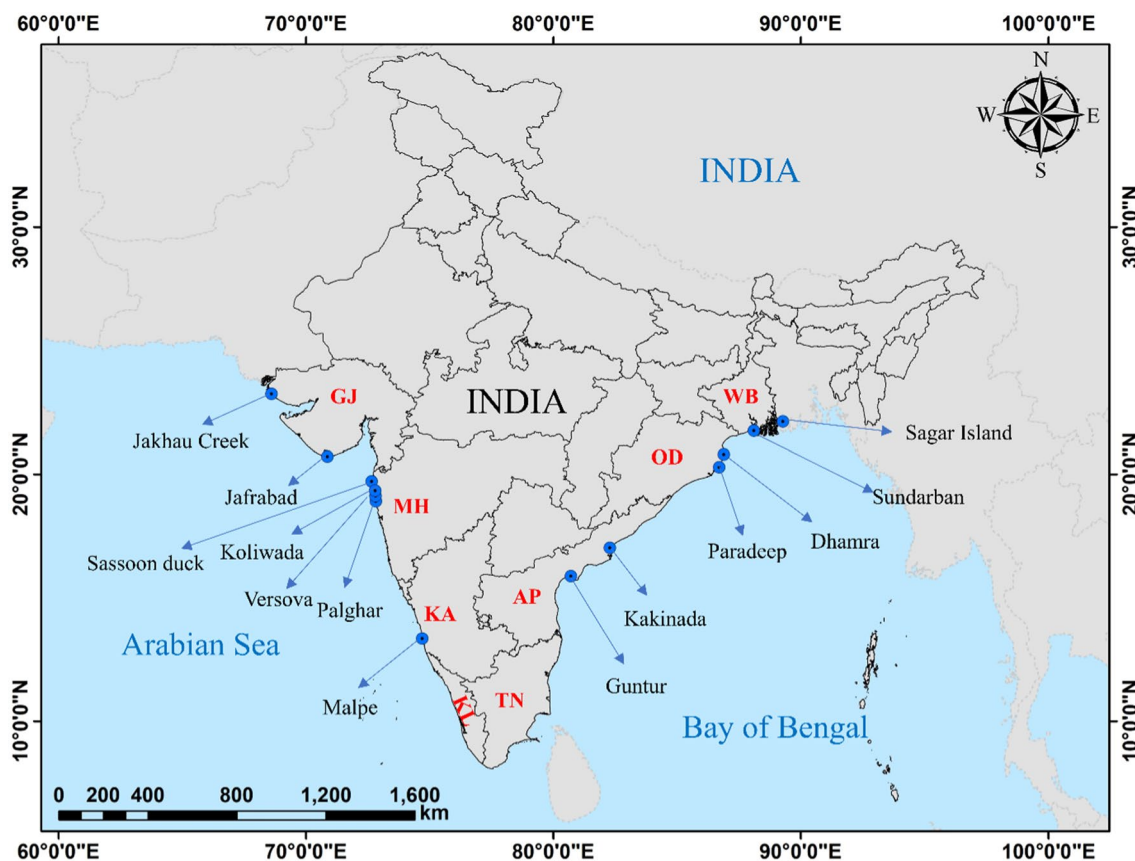 60°0'0"E 70°0'0"E 80°0'0"E 90°0'0"E 100°0'0"E
N
W E
S
INDIA
30°0'0"N 30°0'0"N
GJ
INDIA
WB
Jakhau Creek
Sagar Island
OD
20°0'0"N 20°0'0"N
Jafrabad
Sundarban
MH
Koliwada
Dhamra
Paradeep
Sassoon duck
Versova
AP
Palghar
KA
Kakinada
Arabian Sea
Guntur
Malpe
KL
TN
Bay of Bengal
10°0'0"N 10°0'0"N
0 200 400 800 1,200 1,600
km
60°0'0"E 70°0'0"E 80°0'0"E 90°0'0"E 100°0'0"E